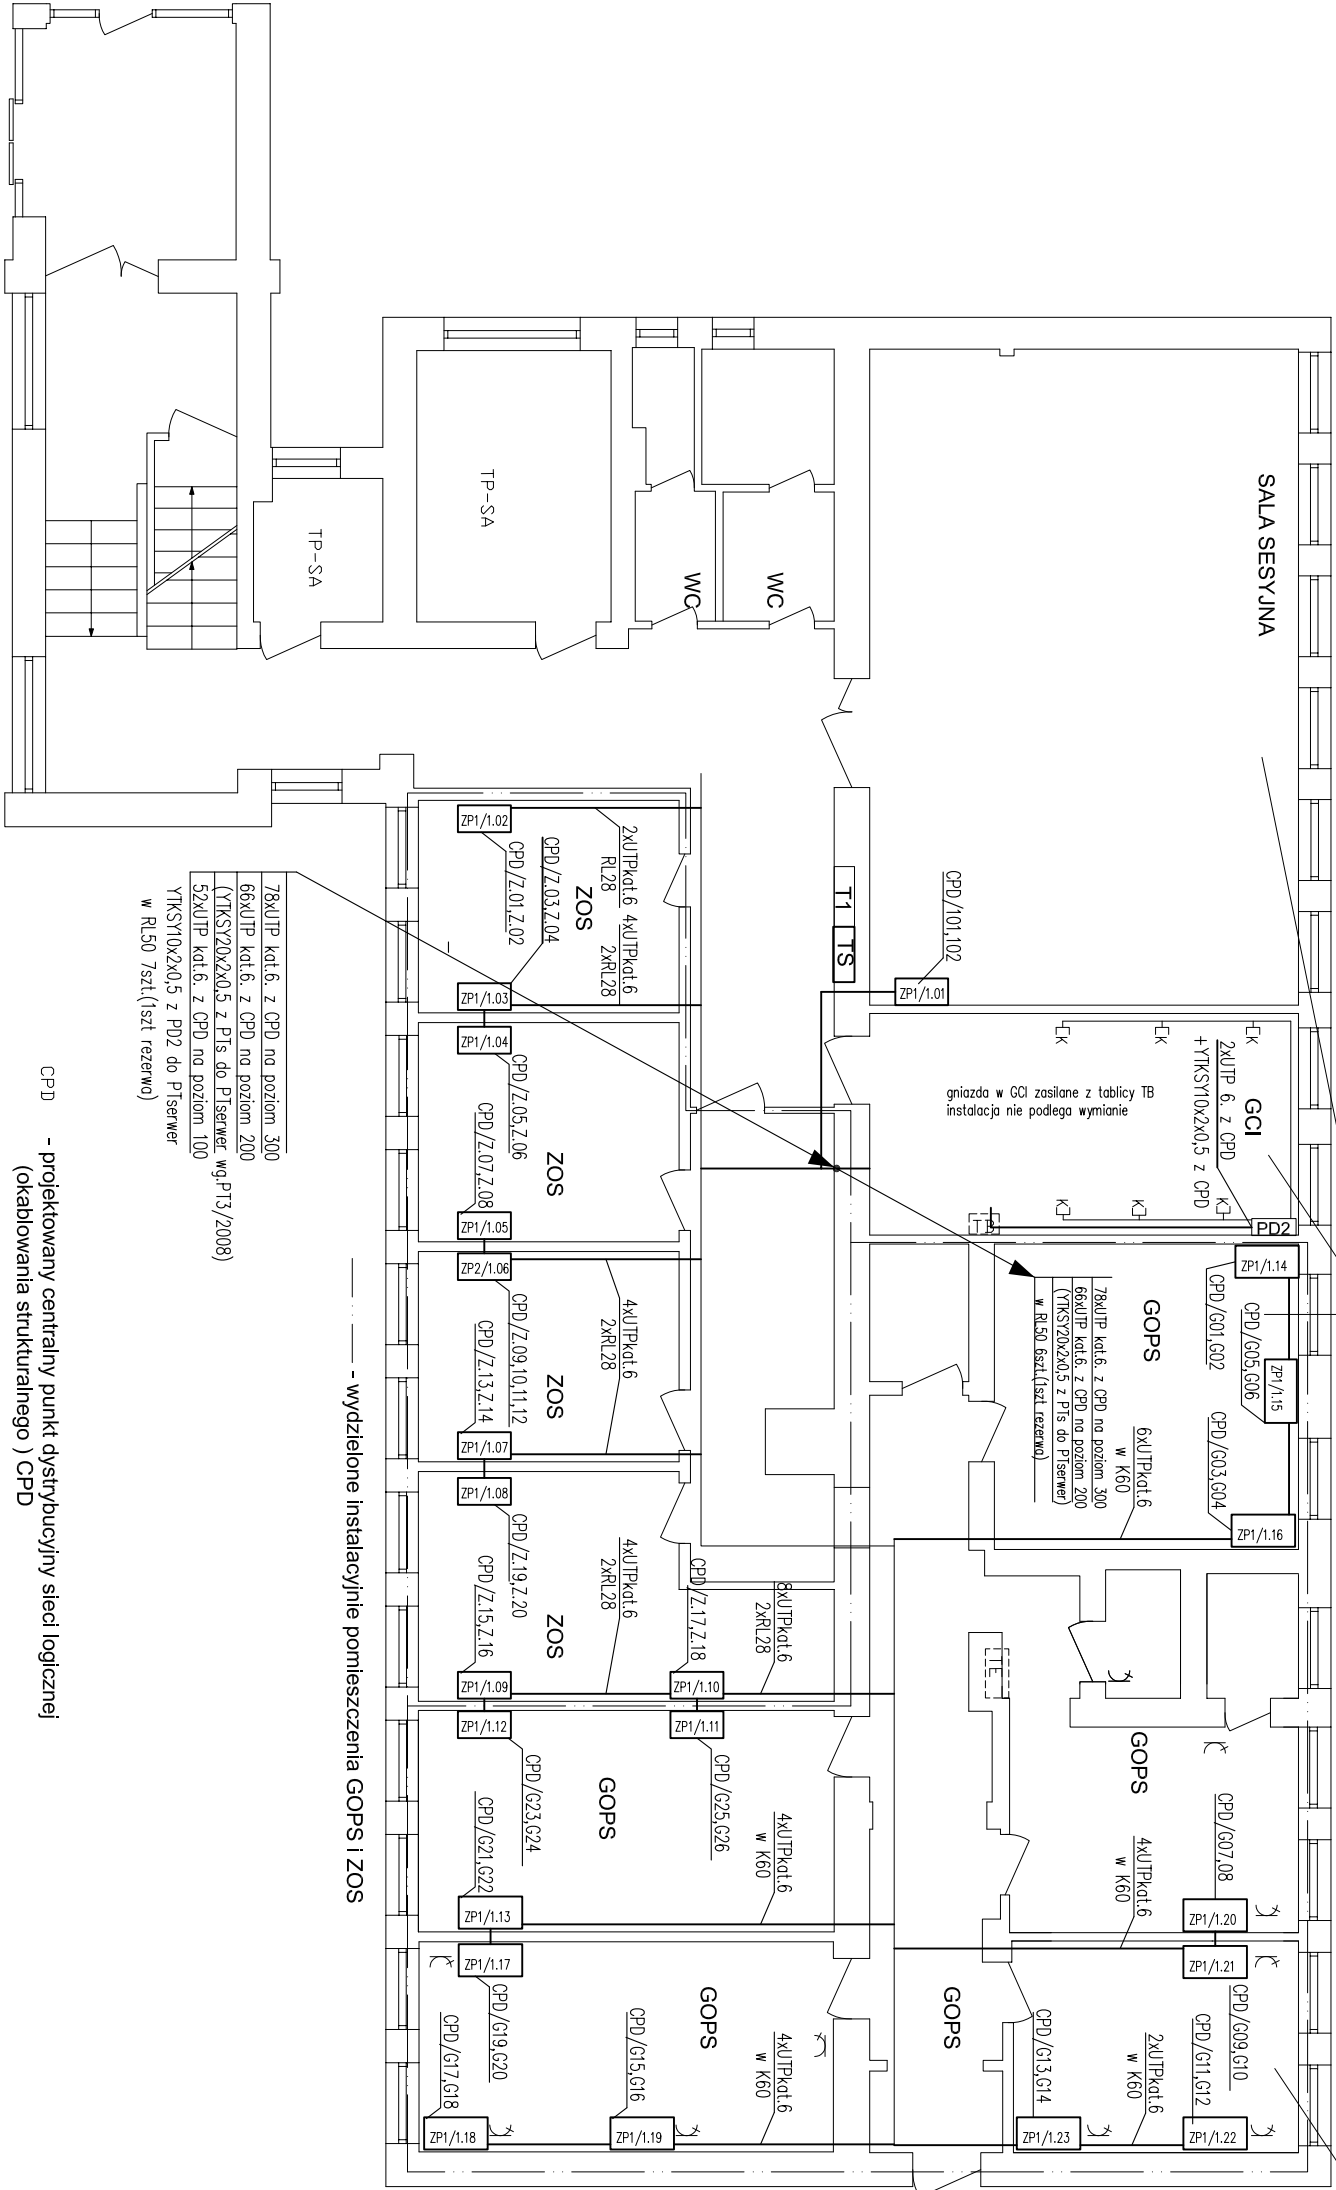 SALA SESYJNA
TP-SA
TP-SA
WC
WC
T1
TS
CPD/101,102
ZP1/1.01
ZP1/1.02
CPD/Z.01,Z.02
2xUTPkat.6
RL28
ZOS
CPD/Z.03,Z.04
4xUTPkat.6
2xRL28
ZP1/1.03
ZP1/1.04
CPD/Z.05,Z.06
ZOS
CPD/Z.07,Z.08
ZP1/1.05
ZP2/1.06
CPD/Z.09,10,11,12
4xUTPkat.6
2xRL28
ZOS
CPD/Z.13,Z.14
ZP1/1.07
ZP1/1.08
CPD/Z.19,Z.20
ZOS
4xUTPkat.6
2xRL28
CPD/Z.15,Z.16
ZP1/1.09
CPD/Z.17,Z.18
ZP1/1.10
8xUTPkat.6
2xRL28
ZP1/1.12
CPD/G23,G24
ZP1/1.11
CPD/G25,G26
GOPS
4xUTPkat.6
w K60
CPD/G21,G22
ZP1/1.13
ZP1/1.17
CPD/G19,G20
GOPS
CPD/G17,G18
ZP1/1.18
CPD/G15,G16
ZP1/1.19
4xUTPkat.6
w K60
GOPS
CPD/G13,G14
ZP1/1.23
2xUTPkat.6
w K60
CPD/G11,G12
ZP1/1.22
CPD/G09,G10
ZP1/1.21
4xUTPkat.6
w K60
ZP1/1.20
CPD/G07,08
GOPS
TE
GCI
2xUTP 6. z CPD
+YTKSY10x2x0,5 z CPD
K
K
K
K
K
K
gniazda w GCI zasilane z tablicy TB
instalacja nie podlega wymianie
TB
PD2
ZP1/1.14
CPD/G01,G02
CPD/G05,G06
ZP1/1.15
CPD/G03,G04
ZP1/1.16
GOPS
6xUTPkat.6
w K60
78xUTP kat.6. z CPD na poziom 300
66xUTP kat.6. z CPD na poziom 200
(YTKSY20x2x0,5 z PTs do PTserwer)
w RL50 6szt.(1szt rezerwa)
78xUTP kat.6. z CPD na poziom 300
66xUTP kat.6. z CPD na poziom 200
(YTKSY20x2x0,5 z PTs do PTserwer wg.PT3/2008)
52xUTP kat.6. z CPD na poziom 100
YTKSY10x2x0,5 z PD2 do PTserwer
w RL50 7szt.(1szt rezerwa)
- wydzielone instalacyjnie pomieszczenia GOPS i ZOS
CPD - projektowany centralny punkt dystrybucyjny sieci logicznej
(okablowania strukturalnego ) CPD